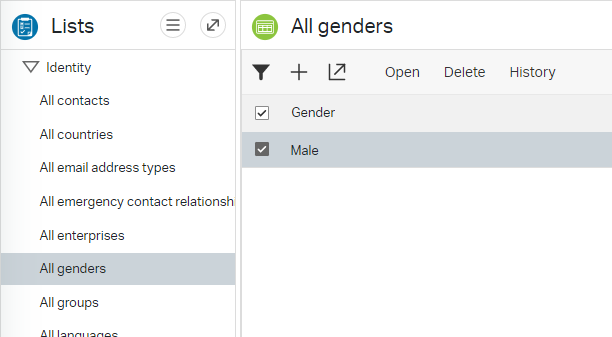 Lists
Identity
All contacts
All countries
All email address types
All emergency contact relationsh
All enterprises
All genders
All groups
All languages
All genders
Open Delete History
Gender
Male